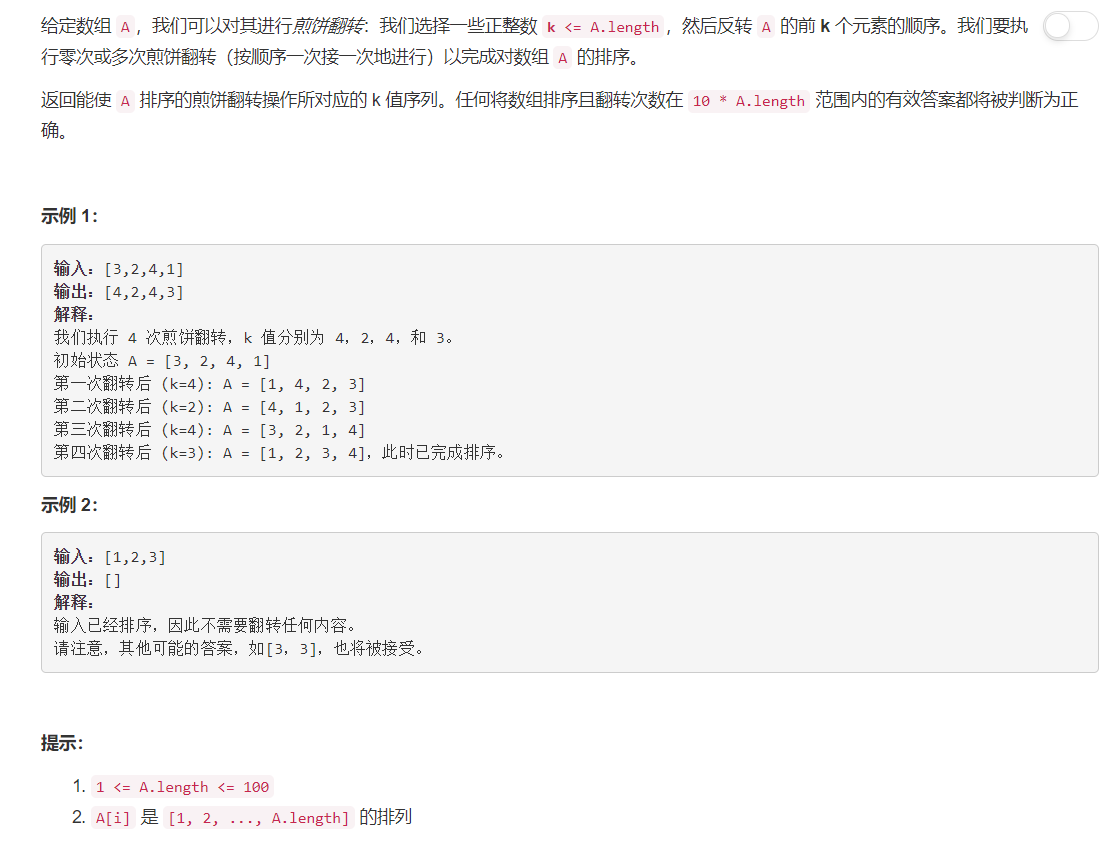 给定数组 A，我们可以对其进行煎饼翻转：我们选择一些正整数 k <= A.length，然后反转 A 的前 k 个元素的顺序。我们要执
行零次或多次煎饼翻转（按顺序一次接一次地进行）以完成对数组 A 的排序。
返回能使 A 排序的煎饼翻转操作所对应的 k 值序列。任何将数组排序且翻转次数在 10 * A.length 范围内的有效答案都将被判断为正
确。
示例 1：
输入：[3,2,4,1]
输出：[4,2,4,3]
解释：
我们执行 4 次煎饼翻转，k 值分别为 4，2，4，和 3。
初始状态 A = [3, 2, 4, 1]
第一次翻转后 (k=4): A = [1, 4, 2, 3]
第二次翻转后 (k=2): A = [4, 1, 2, 3]
第三次翻转后 (k=4): A = [3, 2, 1, 4]
第四次翻转后 (k=3): A = [1, 2, 3, 4]，此时已完成排序。
示例 2：
输入：[1,2,3]
输出：[]
解释：
输入已经排序，因此不需要翻转任何内容。
请注意，其他可能的答案，如[3，3]，也将被接受。
提示：
1. 1 <= A.length <= 100
2. A[i] 是 [1, 2, ..., A.length] 的排列